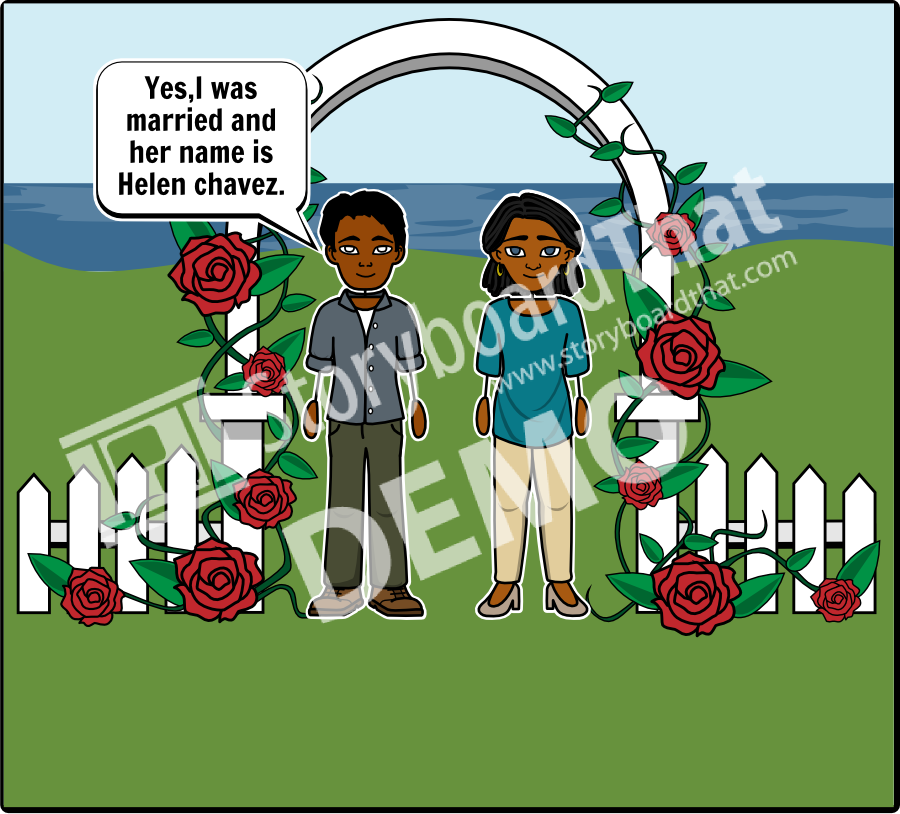 Yes,I was
married and
her name is
Helen chavez.
StoryboardThat
www.storyboardthat.com
DEMO